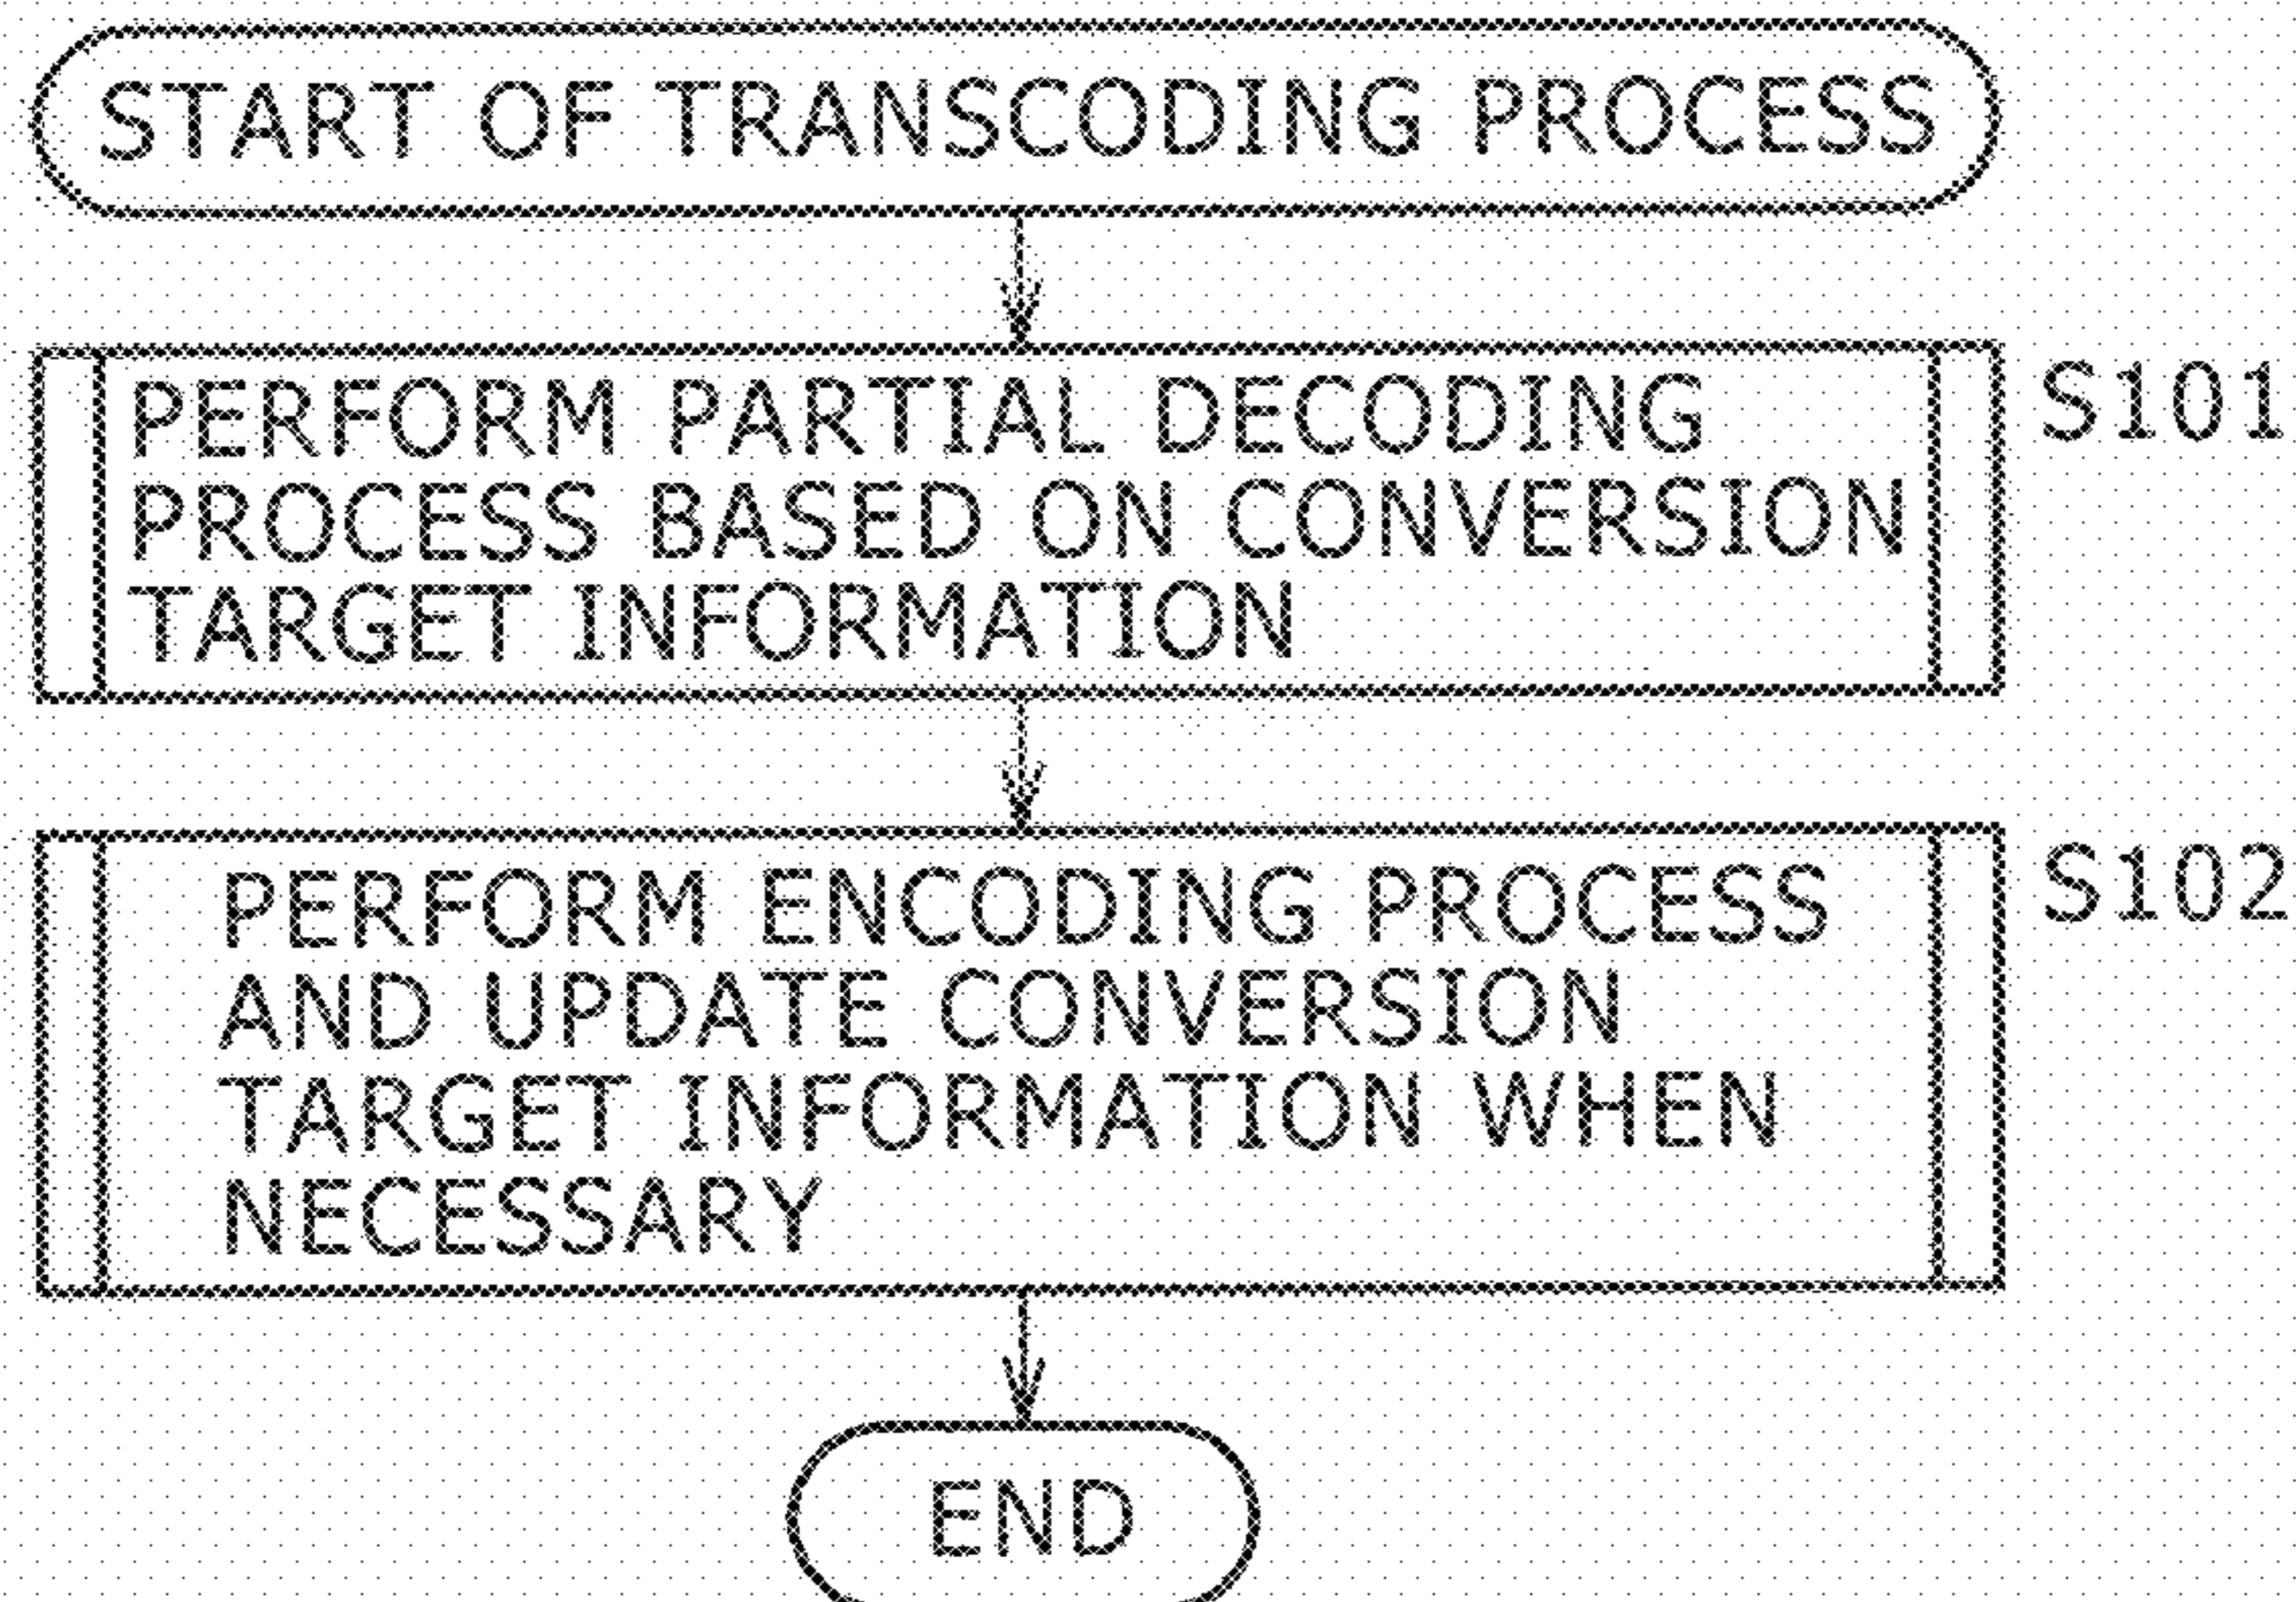 START OF TRANSCODING PROCESS
PERFORM PARTIAL DECODING
PROCESS BASED ON CONVERSION
TARGET INFORMATION
S101
PERFORM ENCODING PROCESS
AND UPDATE CONVERSION
TARGET INFORMATION WHEN
NECESSARY
S102
END